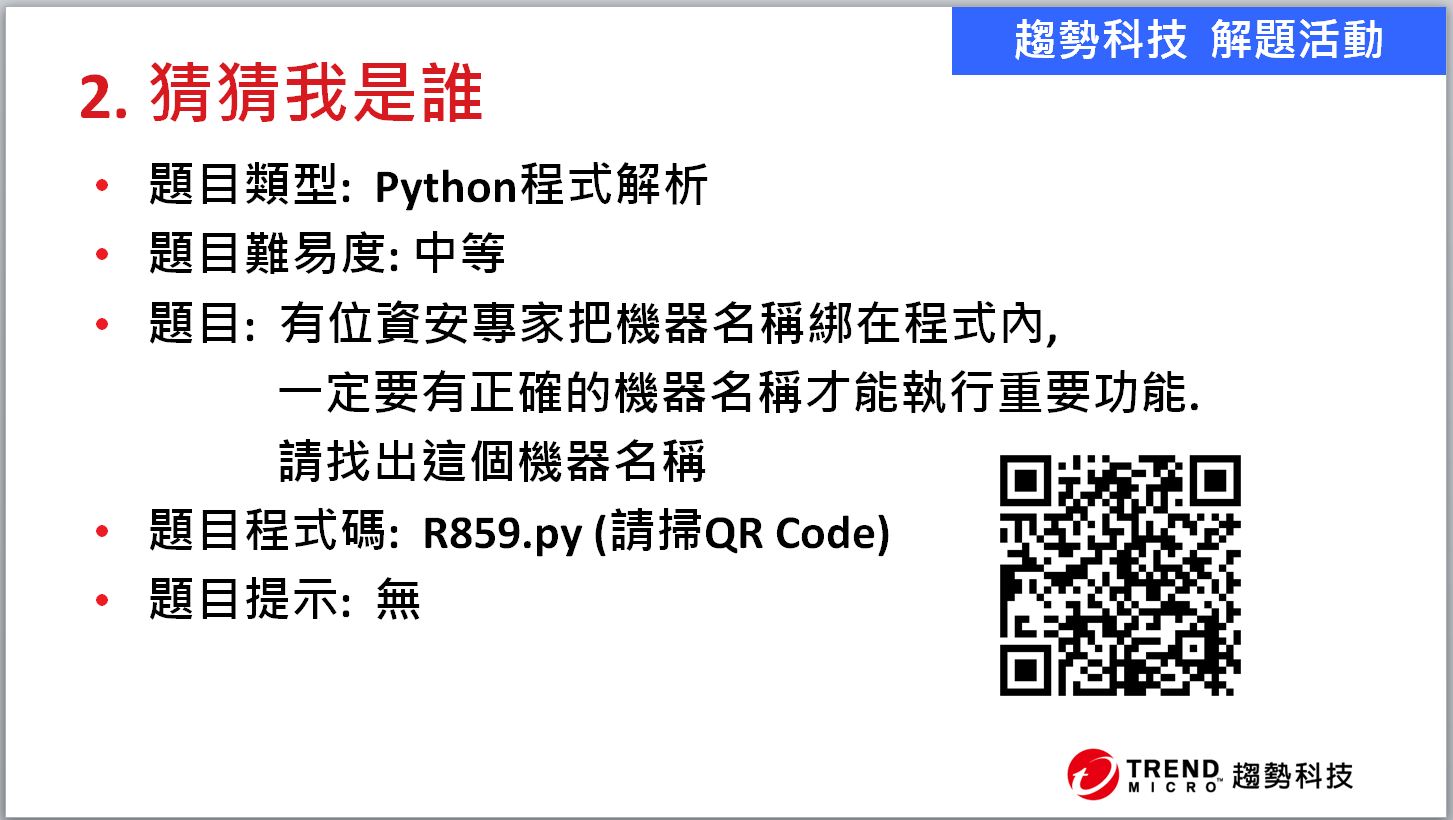 趨勢科技 解題活動
2. 猜猜我是誰
• 題目類型: Python程式解析
• 題目難易度: 中等
• 題目: 有位資安專家把機器名稱綁在程式內,
一定要有正確的機器名稱才能執行重要功能.
請找出這個機器名稱
• 題目程式碼: R859.py (請掃QR Code)
• 題目提示: 無
TREND MICRO™ 趨勢科技